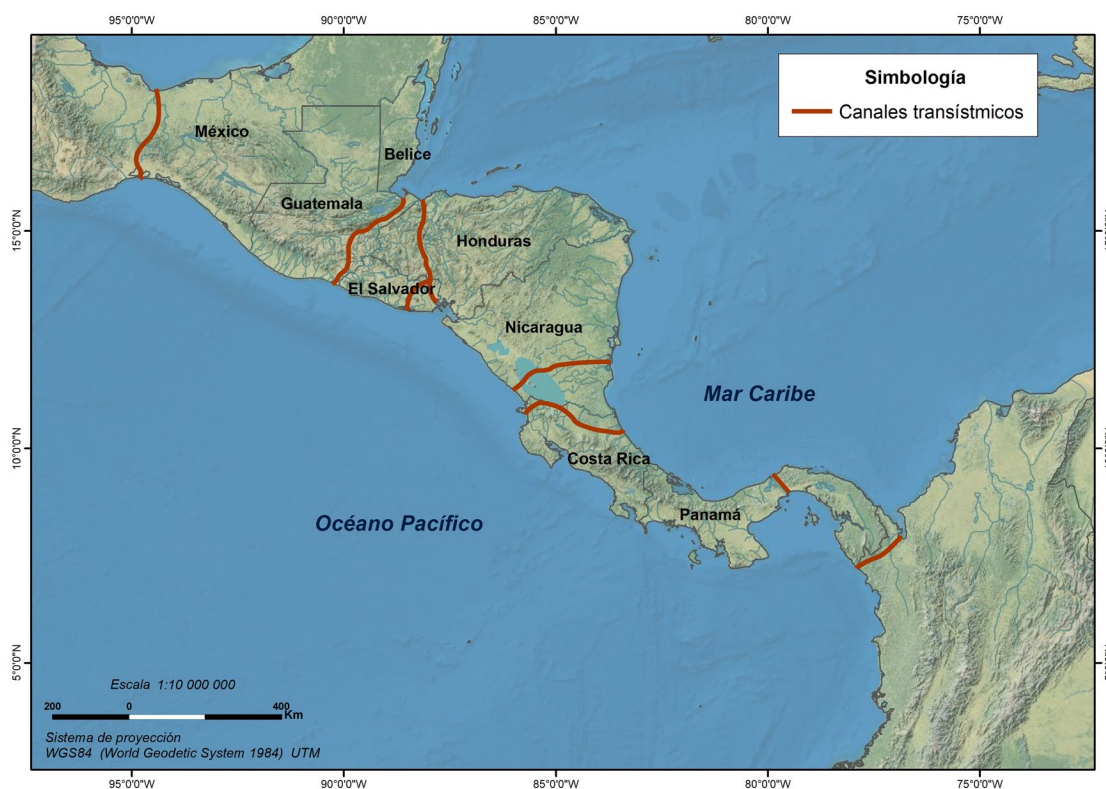 95°0'0"W 90°0'0"W 85°0'0"W 80°0'0"W 75°0'0"W
Simbología
Canales transístmicos
México
Belice
Guatemala
15°0'0"N
Honduras
El Salvador
Nicaragua
Mar Caribe
10°0'0"N
Costa Rica
Panamá
Océano Pacífico
5°0'0"N
Escala 1:10 000 000
200 0 400
Km
Sistema de proyección
WGS84 (World Geodetic System 1984) UTM
95°0'0"W 90°0'0"W 85°0'0"W 80°0'0"W 75°0'0"W